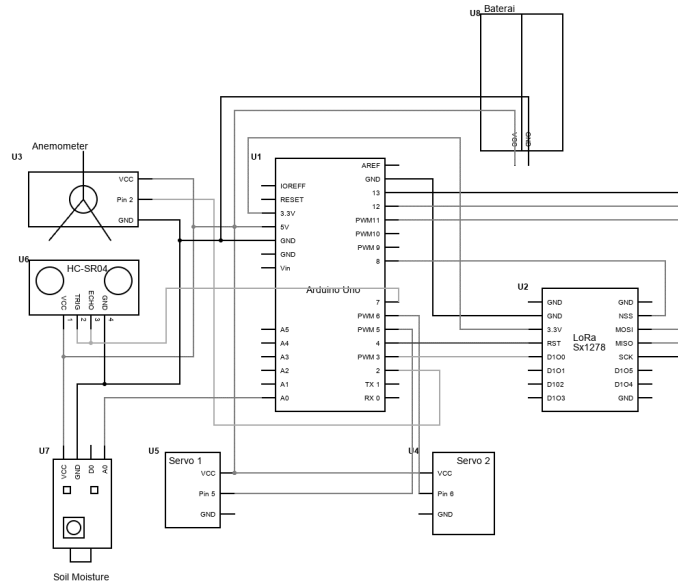 U8 Baterai
VCC
GND
U3
Anemometer
VCC
Pin 2
GND
U6
HC-SR04
VCC
TRIG
ECHO
GND
1
2
3
4
U1
IOREFF
RESET
3.3V
5V
GND
GND
Vin
Arduino Uno
A5
A4
A3
A2
A1
A0
AREF
GND
13
12
PWM11
PWM10
PWM 9
8
7
PWM 6
PWM 5
4
PWM 3
2
TX 1
RX 0
U2
LoRa
Sx1278
GND
GND
3.3V
RST
D1O0
D1O1
D102
D1O3
GND
NSS
MOSI
MISO
SCK
D1O5
D1O4
GND
U7
VCC
GND
D0
A0
Soil Moisture
U5
Servo 1
VCC
Pin 5
GND
U4
Servo 2
VCC
Pin 6
GND